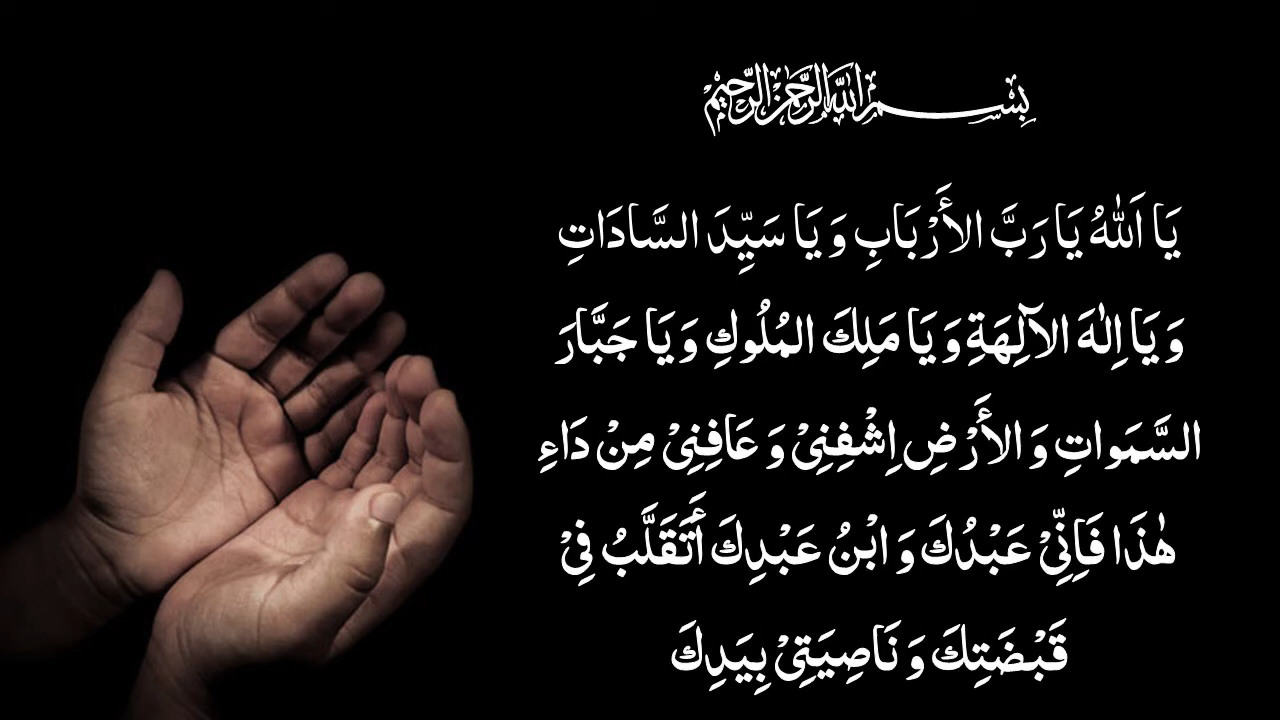 بِسْمِ اللهِ الرَّحْمٰنِ الرَّحِيْمِ
يَا اَللهُ يَا رَبَّ الأَرْبَابِ وَ يَا سَيِّدَ السَّادَاتِ
وَ يَا اِلٰهَ الآلِهَةِ وَ يَا مَلِكَ المُلُوكِ وَ يَا جَبَّارَ
السَّمَواتِ وَ الأَرْضِ اِشْفِنِيْ وَ عَافِنِيْ مِنْ دَاءِ
هٰذَا فَاِنِّيْ عَبْدُكَ وَ ابْنُ عَبْدِكَ أَتَقَلَّبُ فِيْ
قَبْضَتِكَ وَ نَاصِيَتِيْ بِيَدِكَ